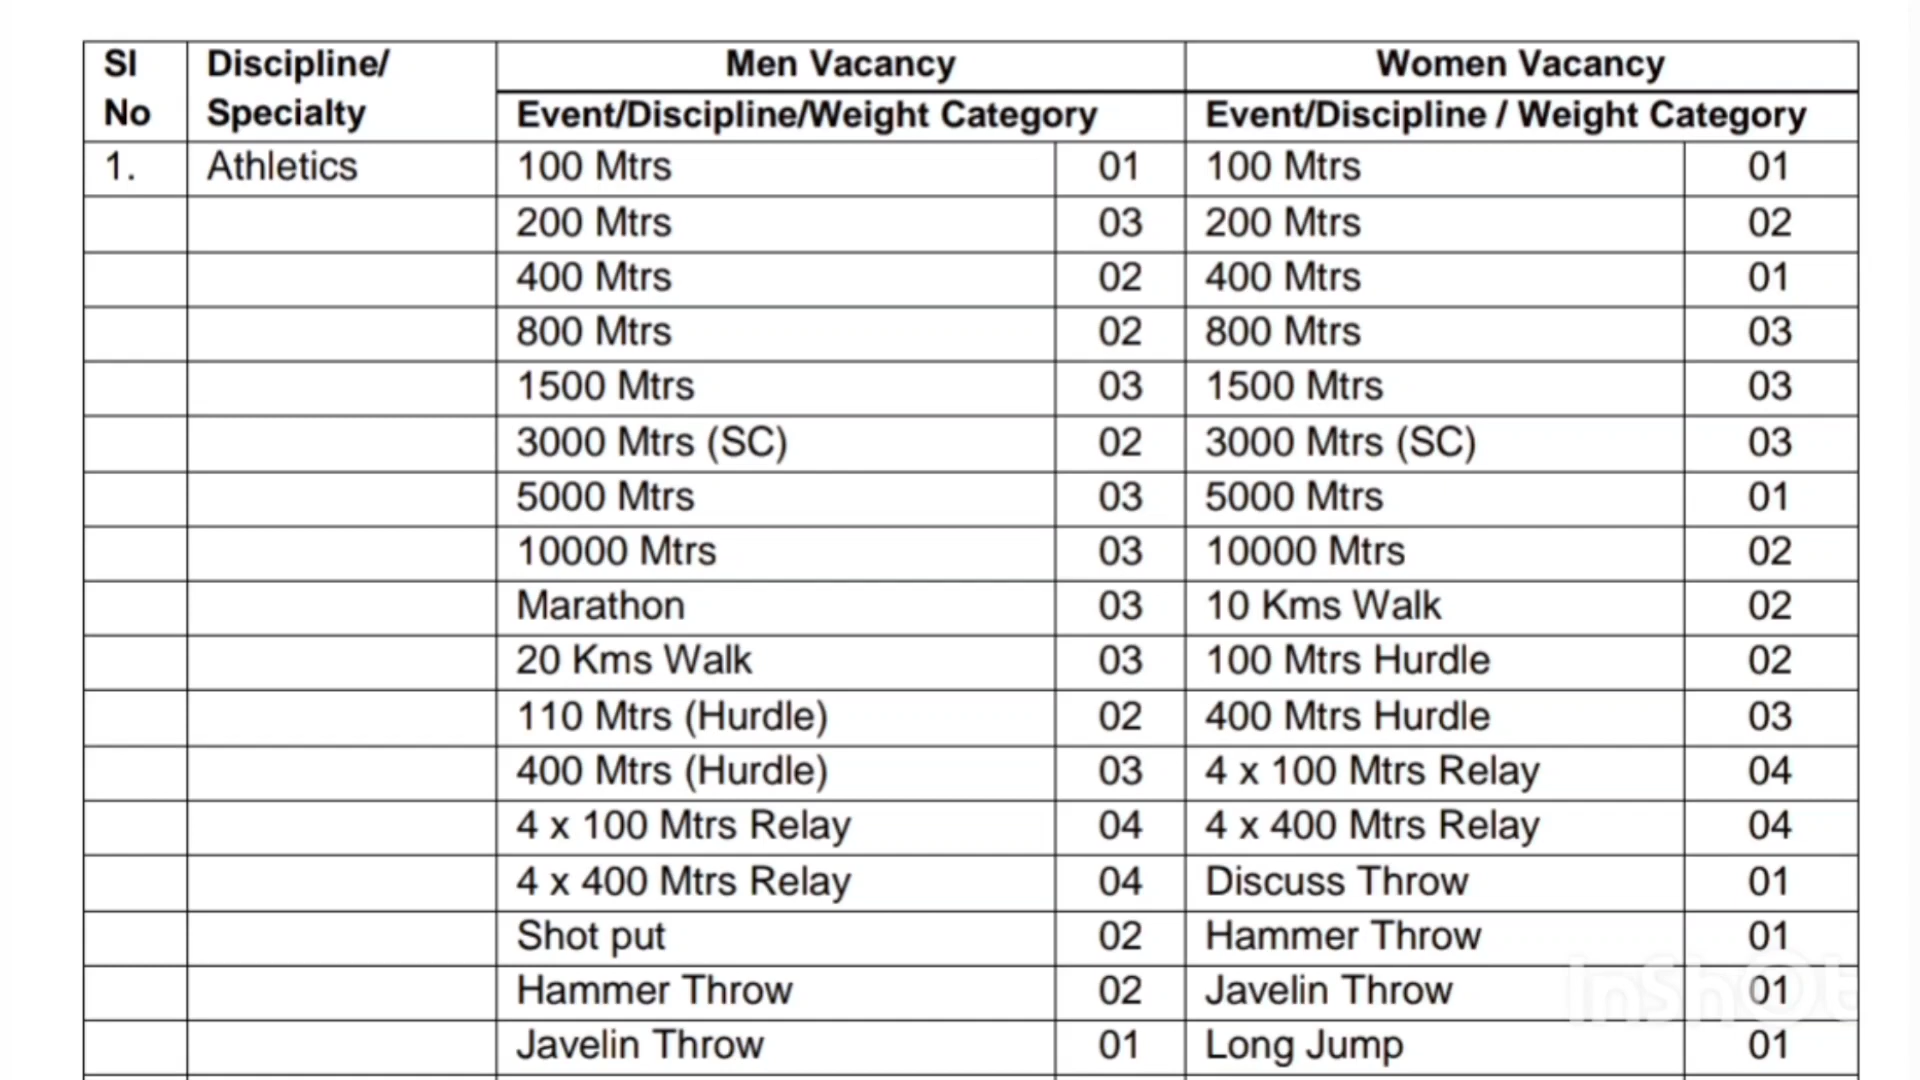 Sl No Discipline/ Specialty Men Vacancy Women Vacancy
Event/Discipline/Weight Category Event/Discipline / Weight Category
1. Athletics 100 Mtrs 01 100 Mtrs 01
200 Mtrs 03 200 Mtrs 02
400 Mtrs 02 400 Mtrs 01
800 Mtrs 02 800 Mtrs 03
1500 Mtrs 03 1500 Mtrs 03
3000 Mtrs (SC) 02 3000 Mtrs (SC) 03
5000 Mtrs 03 5000 Mtrs 01
10000 Mtrs 03 10000 Mtrs 02
Marathon 03 10 Kms Walk 02
20 Kms Walk 03 100 Mtrs Hurdle 02
110 Mtrs (Hurdle) 02 400 Mtrs Hurdle 03
400 Mtrs (Hurdle) 03 4 x 100 Mtrs Relay 04
4 x 100 Mtrs Relay 04 4 x 400 Mtrs Relay 04
4 x 400 Mtrs Relay 04 Discuss Throw 01
Shot put 02 Hammer Throw 01
Hammer Throw 02 Javelin Throw 01
Javelin Throw 01 Long Jump 01
InShOt